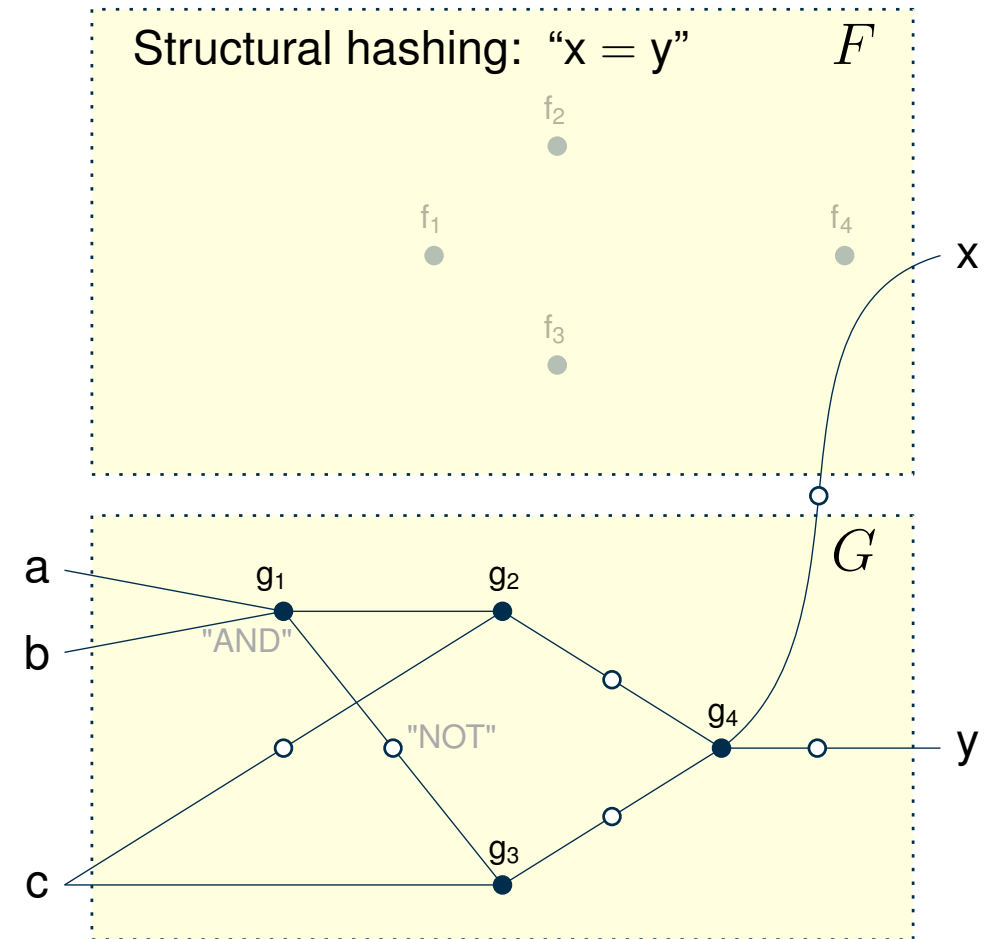 Structural hashing: “x = y”
F
f₂
f₁
f₄
x
f₃
G
a
g₁
g₂
"AND"
b
g₄
"NOT"
y
g₃
c